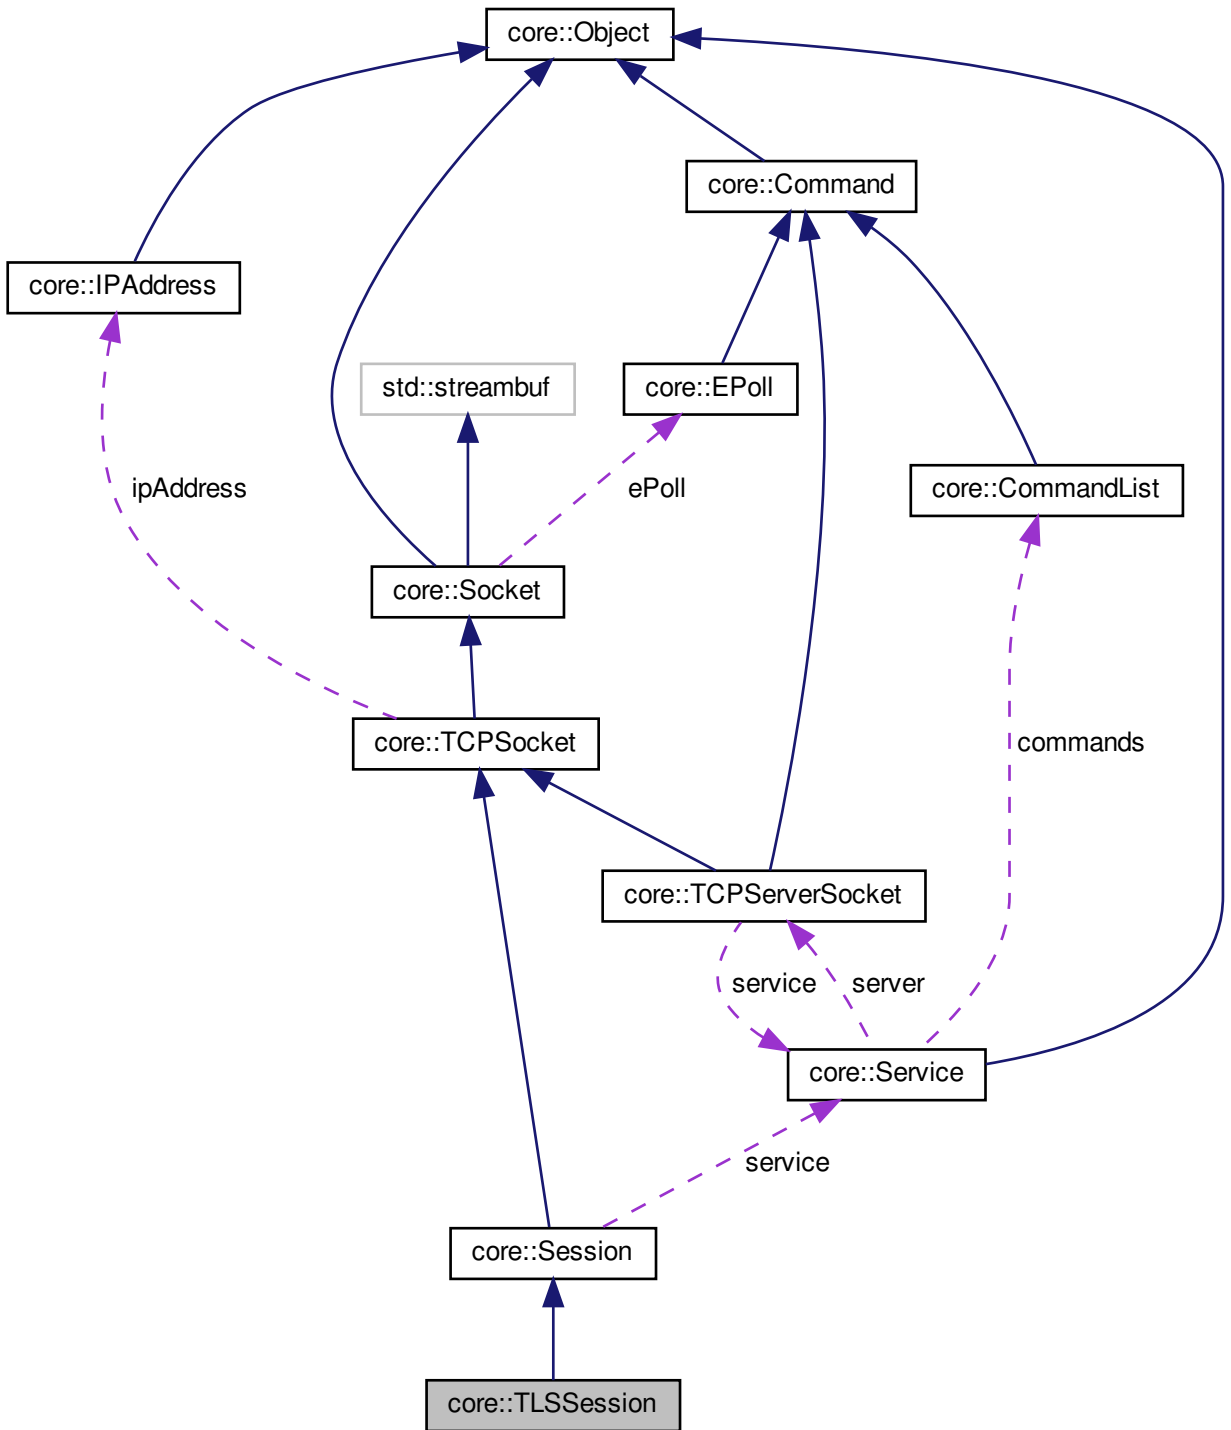 core::Object
core::Command
core::IPAddress
std::streambuf
core::EPoll
ipAddress
ePoll
core::CommandList
core::Socket
core::TCPSocket
commands
core::TCPServerSocket
service
server
core::Service
service
core::Session
core::TLSSession